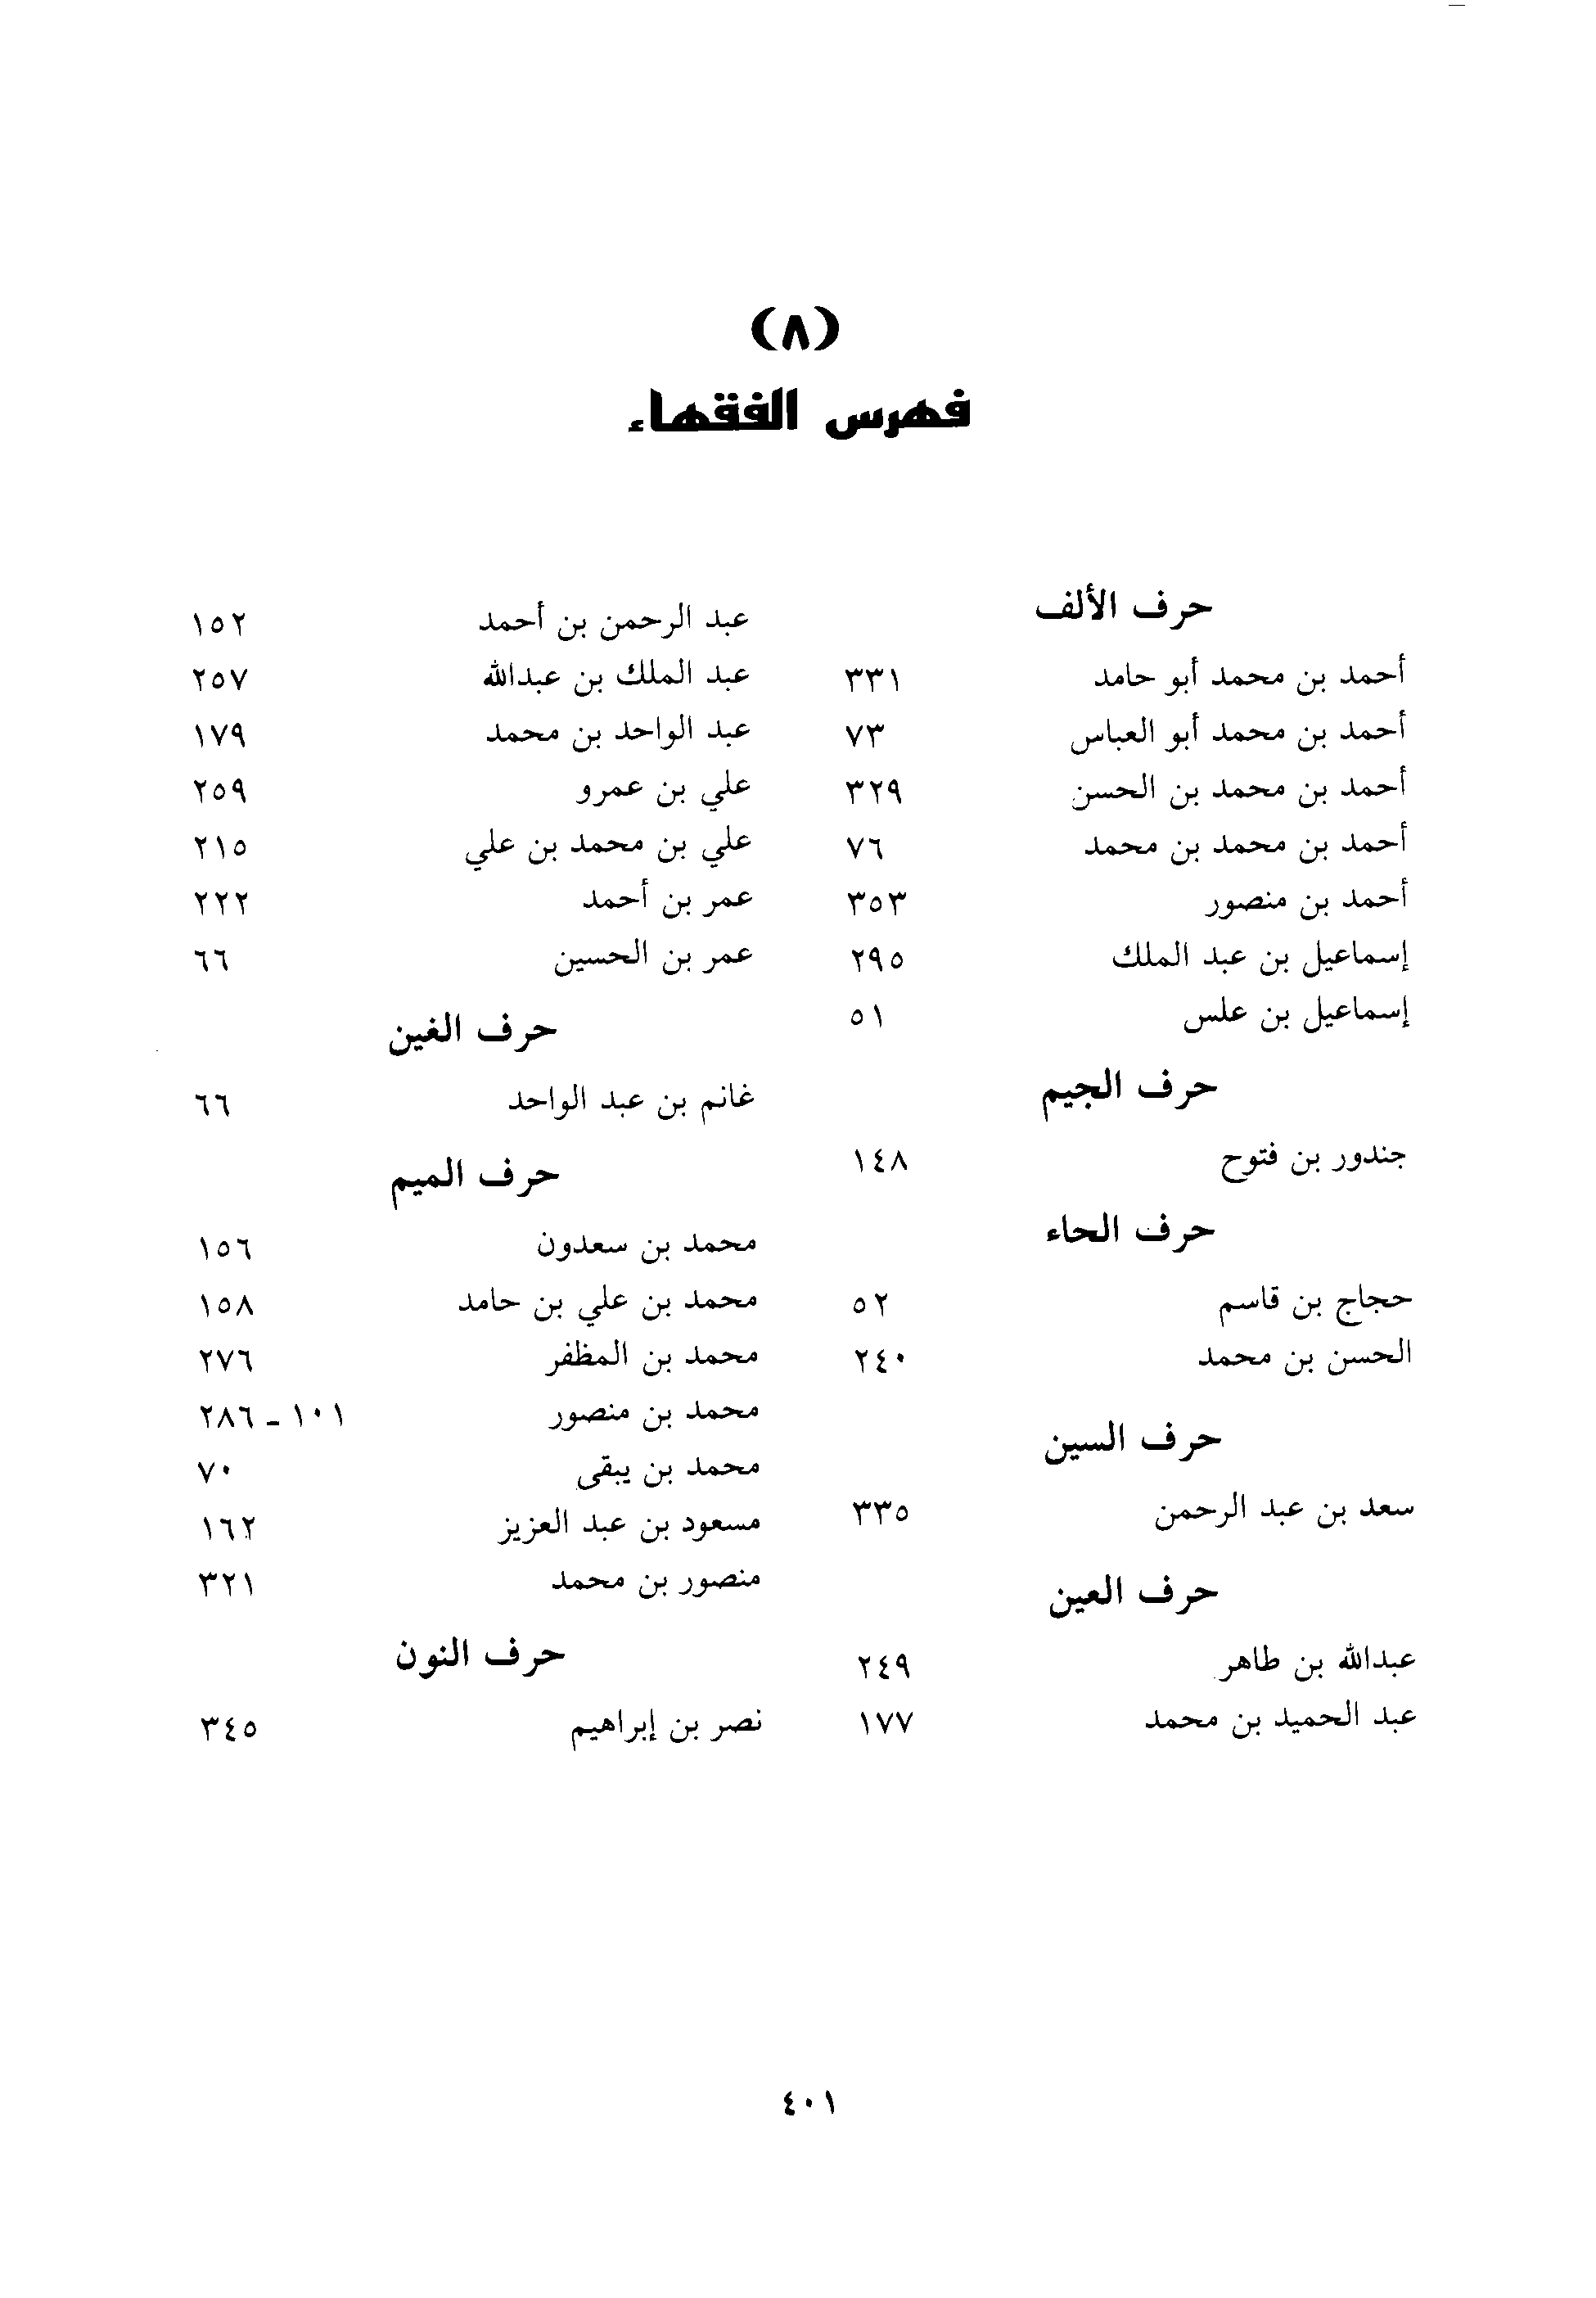 (٨)
فهرس الفقهاء
حرف الألف
أحمد بن محمد أبو حامد ٣٣١
أحمد بن محمد أبو العباس ٧٣
أحمد بن محمد بن الحسن ٣٢٩
أحمد بن محمد بن محمد ٧٦
أحمد بن منصور ٣٥٣
إسماعيل بن عبد الملك ٢٩٥
إسماعيل بن علس ٥١
حرف الجيم
جندور بن فتوح ١٤٨
حرف الحاء
حجاج بن قاسم ٥٢
الحسن بن محمد ٢٤٠
حرف السين
سعد بن عبد الرحمن ٣٣٥
حرف العين
عبدالله بن طاهر ٢٤٩
عبد الحميد بن محمد ١٧٧
عبد الرحمن بن أحمد ١٥٢
عبد الملك بن عبدالله ٢٥٧
عبد الواحد بن محمد ١٧٩
علي بن عمرو ٢٥٩
علي بن محمد بن علي ٢١٥
عمر بن أحمد ٢٢٢
عمر بن الحسين ٦٦
حرف الغين
غانم بن عبد الواحد ٦٦
حرف الميم
محمد بن سعدون ١٥٦
محمد بن علي بن حامد ١٥٨
محمد بن المظفر ٢٧٦
محمد بن منصور ١٠١ - ٢٨٦
محمد بن يبقى ٧٠
مسعود بن عبد العزيز ١٦٢
منصور بن محمد ٣٢١
حرف النون
نصر بن إبراهيم ٣٤٥
٤٠١